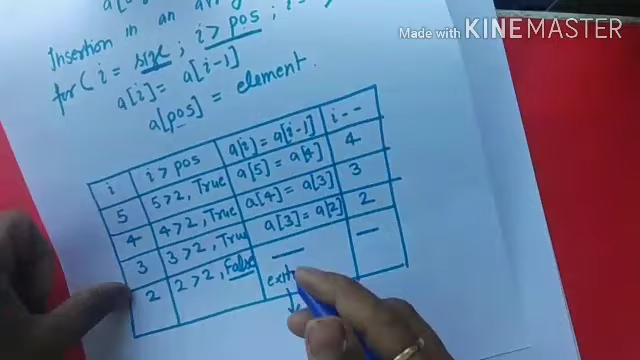 Made with KINEMASTER
Insertion in an
for( i = size ; i > pos ; i-
a[i] = a[i-1]
a[pos] = element.
i | i > pos | a[i] = a[i-1] | i--
5 | 5 > 2, True | a[5] = a[4] | 4
4 | 4 > 2, True | a[4] = a[3] | 3
3 | 3 > 2, True | a[3] = a[2] | 2
2 | 2 > 2, False | — | —